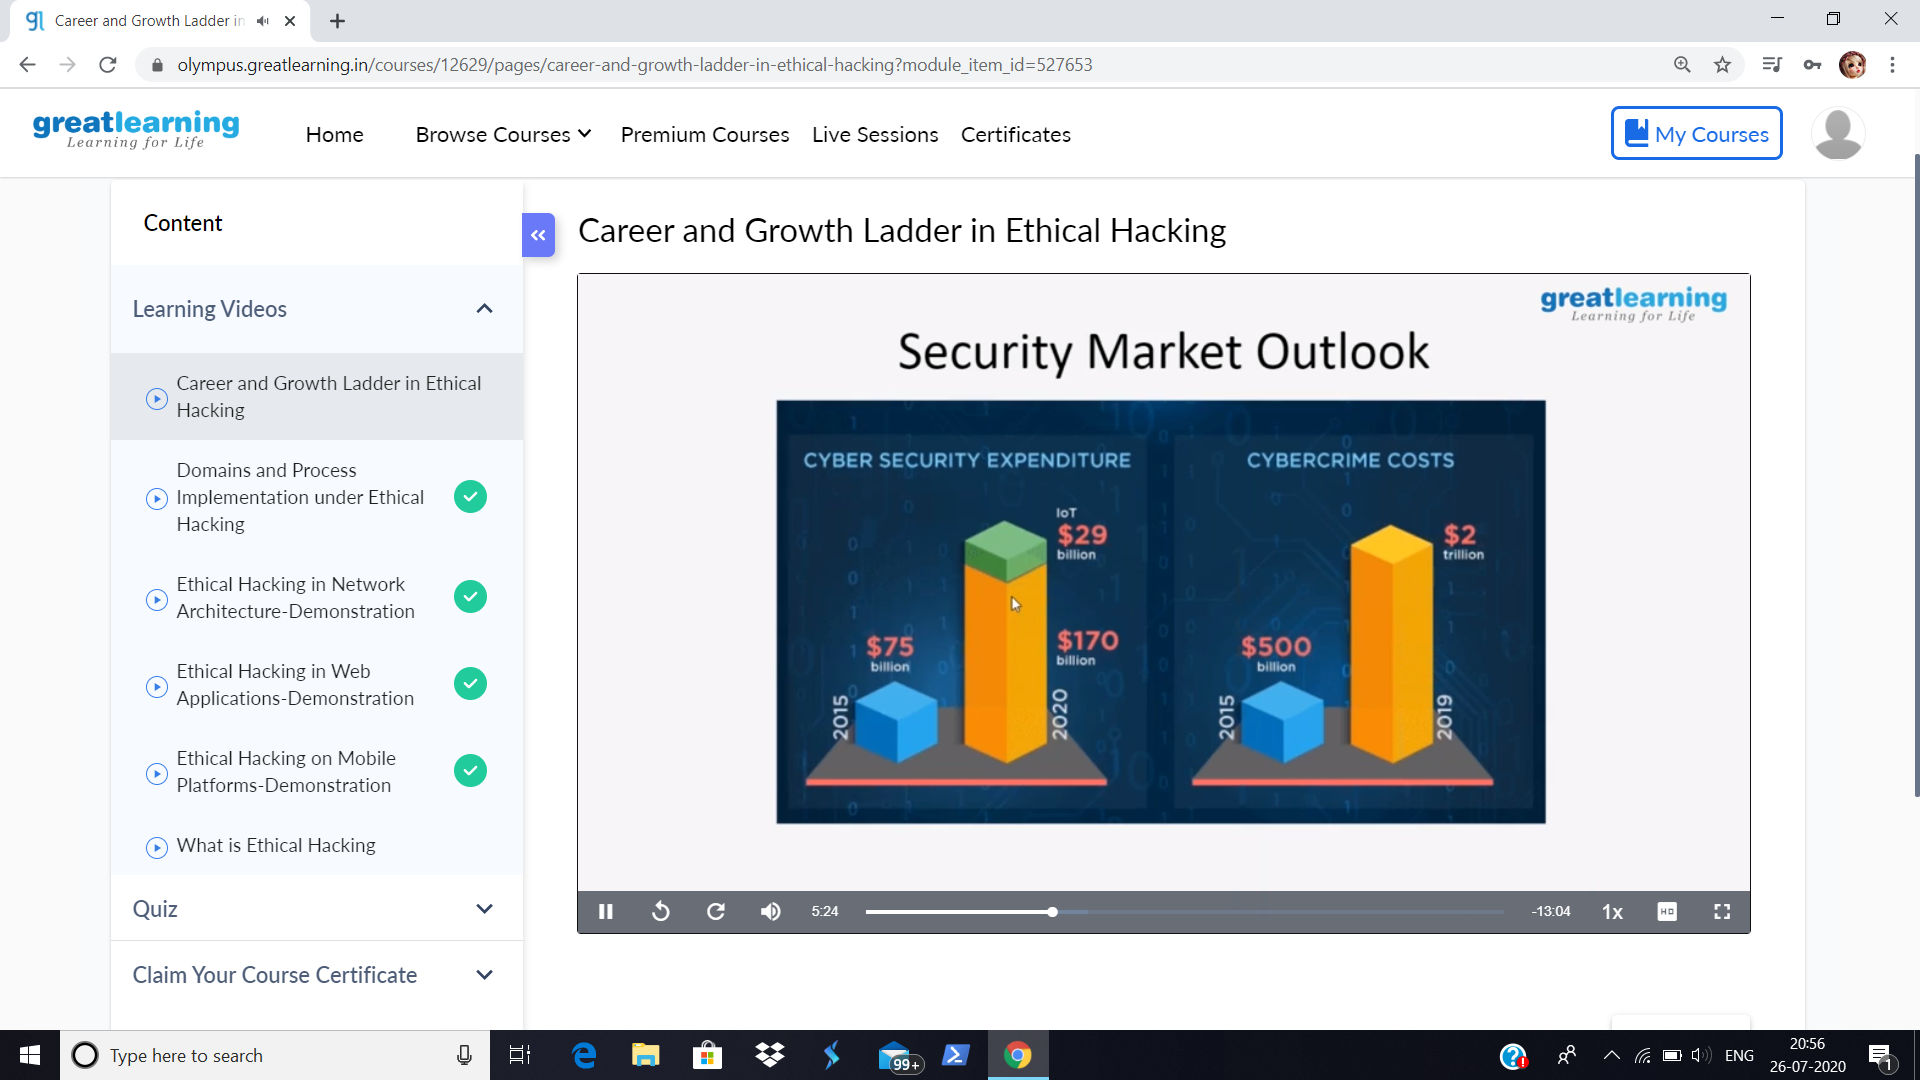 Career and Growth Ladder in
olympus.greatlearning.in/courses/12629/pages/career-and-growth-ladder-in-ethical-hacking?module_item_id=527653
greatlearning
Learning for Life
Home
Browse Courses
Premium Courses
Live Sessions
Certificates
My Courses
Content
Learning Videos
Career and Growth Ladder in Ethical
Hacking
Domains and Process
Implementation under Ethical
Hacking
Ethical Hacking in Network
Architecture-Demonstration
Ethical Hacking in Web
Applications-Demonstration
Ethical Hacking on Mobile
Platforms-Demonstration
What is Ethical Hacking
Quiz
Claim Your Course Certificate
Career and Growth Ladder in Ethical Hacking
greatlearning
Learning for Life
Security Market Outlook
CYBER SECURITY EXPENDITURE
IoT
$29
billion
$75
billion
$170
billion
2015
2020
CYBERCRIME COSTS
$2
trillion
$500
billion
2015
2019
5:24
-13:04
1x
HD
Type here to search
99+
ENG
20:56
26-07-2020
1